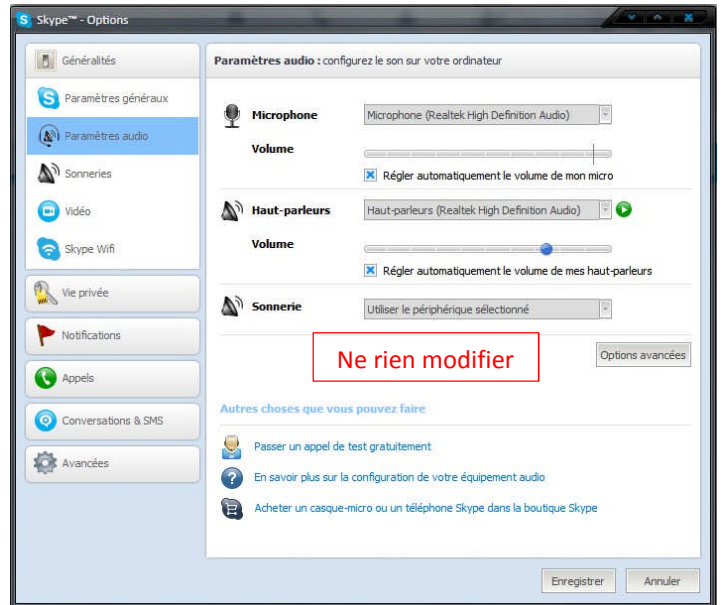 Skype™ - Options
Généralités
Paramètres généraux
Paramètres audio
Sonneries
Vidéo
Skype Wifi
Vie privée
Notifications
Appels
Conversations & SMS
Avancées
Paramètres audio : configurez le son sur votre ordinateur
Microphone
Microphone (Realtek High Definition Audio)
Volume
Régler automatiquement le volume de mon micro
Haut-parleurs
Haut-parleurs (Realtek High Definition Audio)
Volume
Régler automatiquement le volume de mes haut-parleurs
Sonnerie
Utiliser le périphérique sélectionné
Ne rien modifier
Options avancées
Autres choses que vous pouvez faire
Passer un appel de test gratuitement
En savoir plus sur la configuration de votre équipement audio
Acheter un casque-micro ou un téléphone Skype dans la boutique Skype
Enregistrer
Annuler